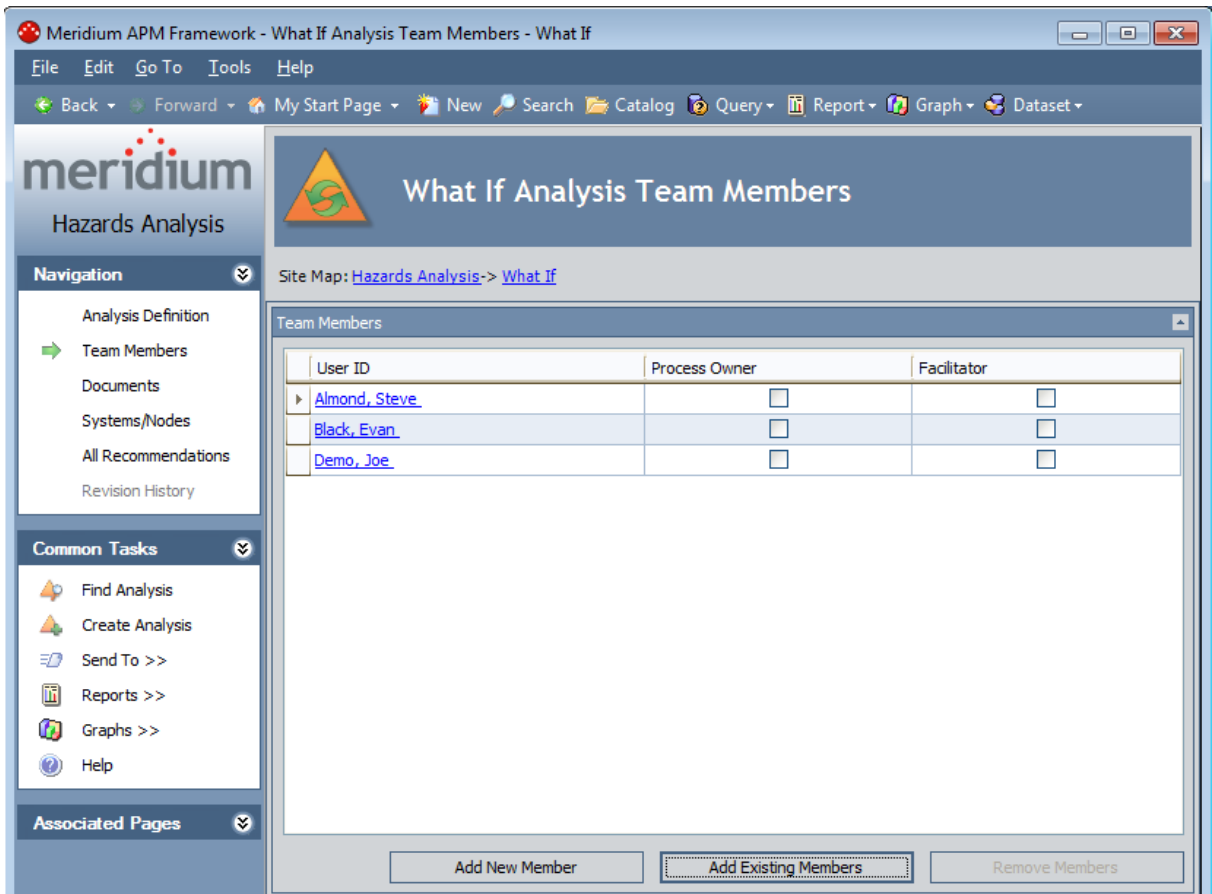 Meridium APM Framework - What If Analysis Team Members - What If
File Edit Go To Tools Help
Back Forward My Start Page New Search Catalog Query Report Graph Dataset
meridium
Hazards Analysis
What If Analysis Team Members
Navigation
Analysis Definition
Team Members
Documents
Systems/Nodes
All Recommendations
Revision History
Common Tasks
Find Analysis
Create Analysis
Send To >>
Reports >>
Graphs >>
Help
Associated Pages
Site Map: Hazards Analysis-> What If
Team Members
User ID Process Owner Facilitator
Almond, Steve
Black, Evan
Demo, Joe
Add New Member Add Existing Members Remove Members